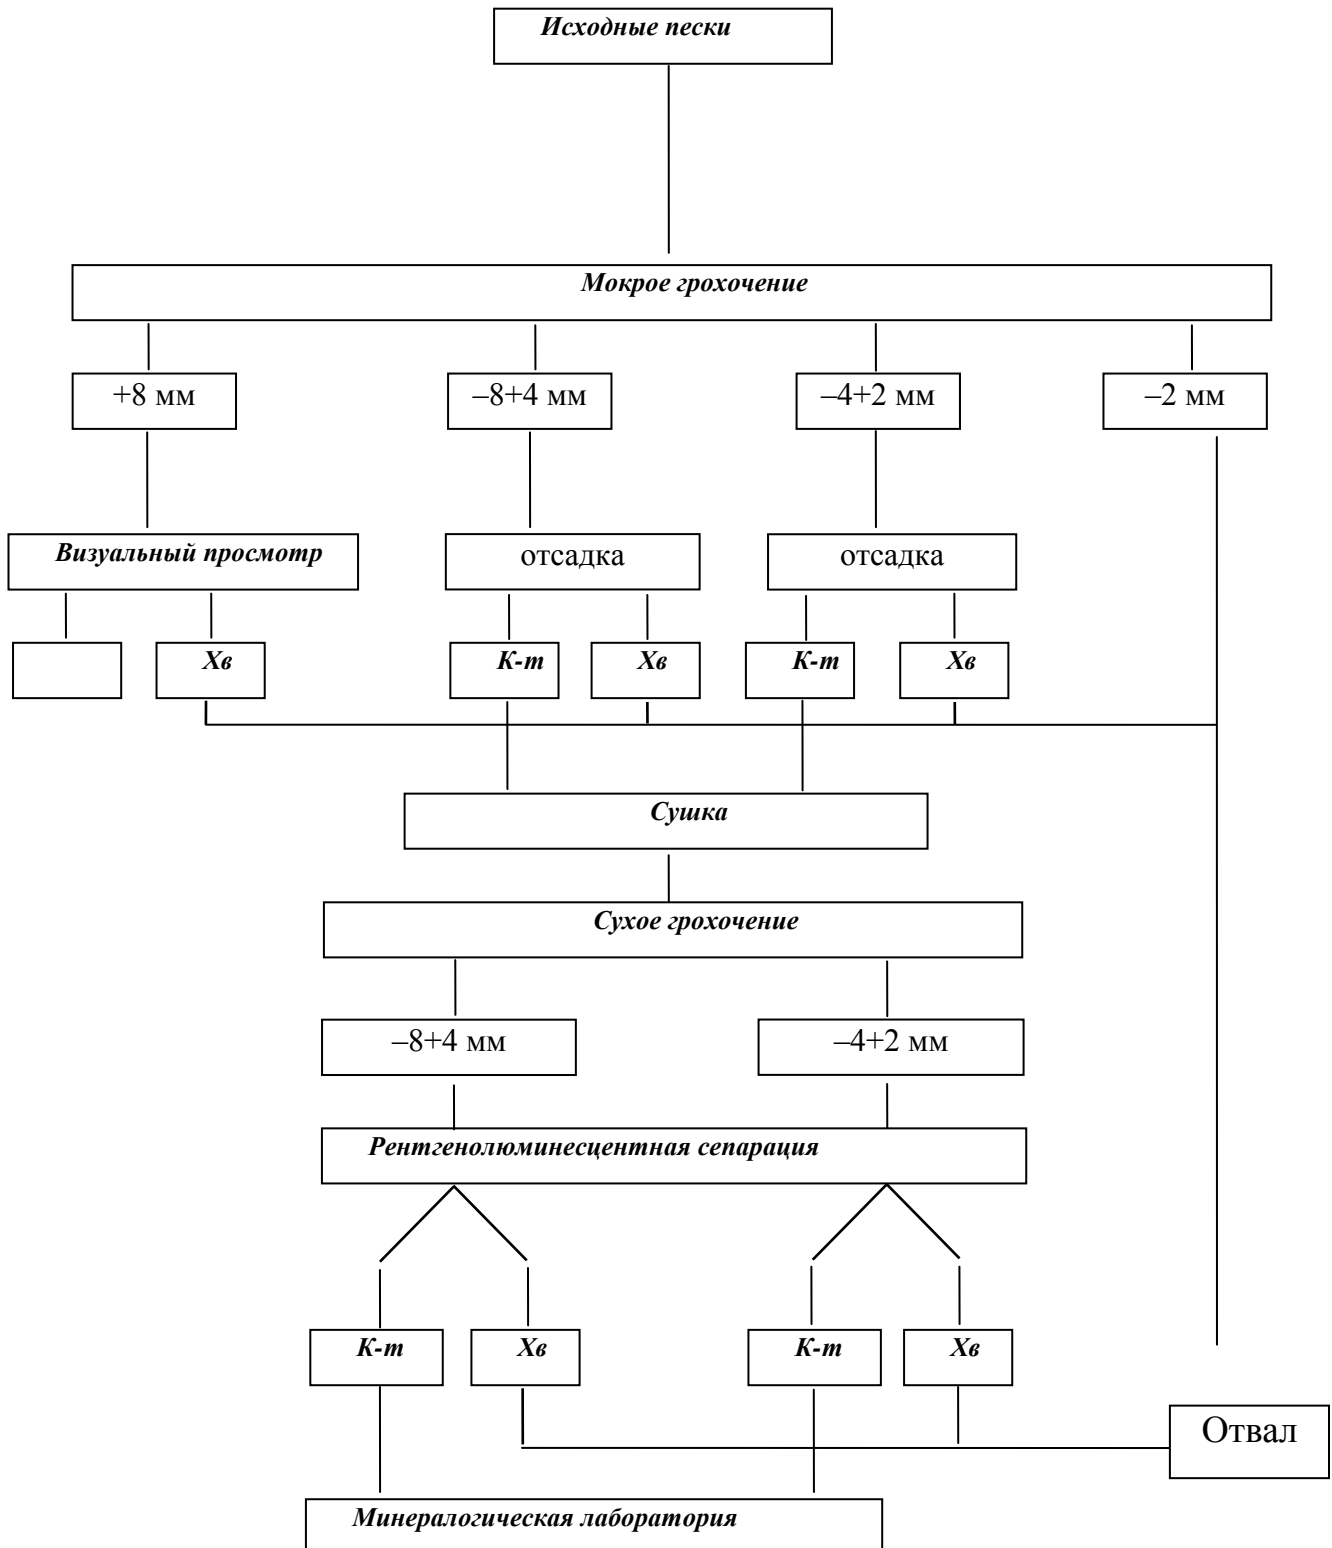 Исходные пески
Мокрое грохочение
+8 мм
–8+4 мм
–4+2 мм
–2 мм
Визуальный просмотр
отсадка
отсадка
Хв
К-т
Хв
К-т
Хв
Сушка
Сухое грохочение
–8+4 мм
–4+2 мм
Рентгенолюминесцентная сепарация
К-т
Хв
К-т
Хв
Отвал
Минералогическая лаборатория